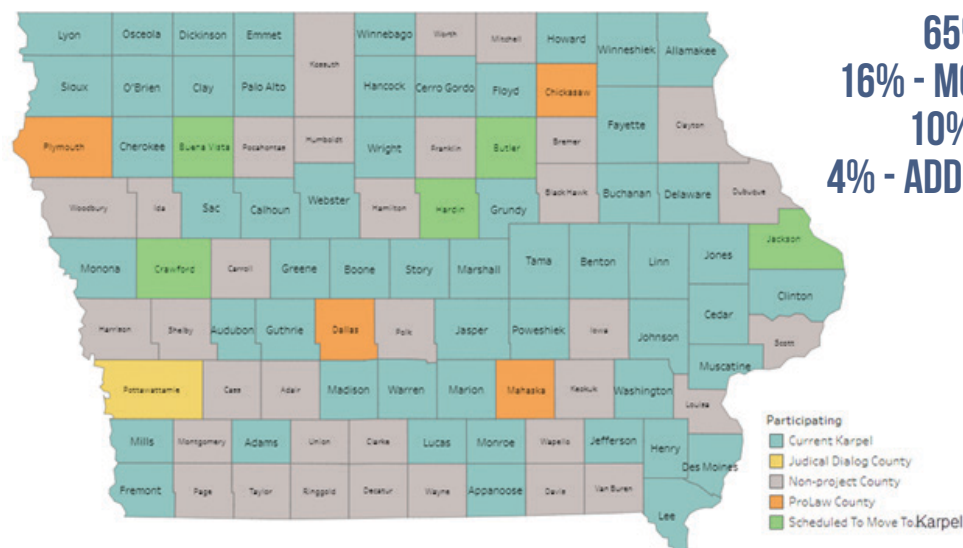 65
16% - MO
10%
4% - ADD
Lyon Osceola Dickinson Emmet Kossuth Winnebago Worth Mitchell Howard Winneshiek Allamakee
Sioux O'Brien Clay Palo Alto Hancock Cerro Gordo Floyd Chickasaw Fayette Clayton
Plymouth Cherokee Buena Vista Pocahontas Humboldt Wright Franklin Butler Bremer
Woodbury Ida Sac Calhoun Webster Hamilton Hardin Grundy Black Hawk Buchanan Delaware Dubuque
Monona Crawford Carroll Greene Boone Story Marshall Tama Benton Linn Jones Jackson
Clinton
Harrison Shelby Audubon Guthrie Dallas Polk Jasper Poweshiek Iowa Johnson Cedar Scott
Muscatine
Pottawattamie Cass Adair Madison Warren Marion Mahaska Keokuk Washington Louisa
Mills Montgomery Adams Union Clarke Lucas Monroe Wapello Jefferson Henry Des Moines
Fremont Page Taylor Ringgold Decatur Wayne Appanoose Davis Van Buren Lee
Participating
Current Karpel
Judical Dialog County
Non-project County
ProLaw County
Scheduled To Move To Karpel